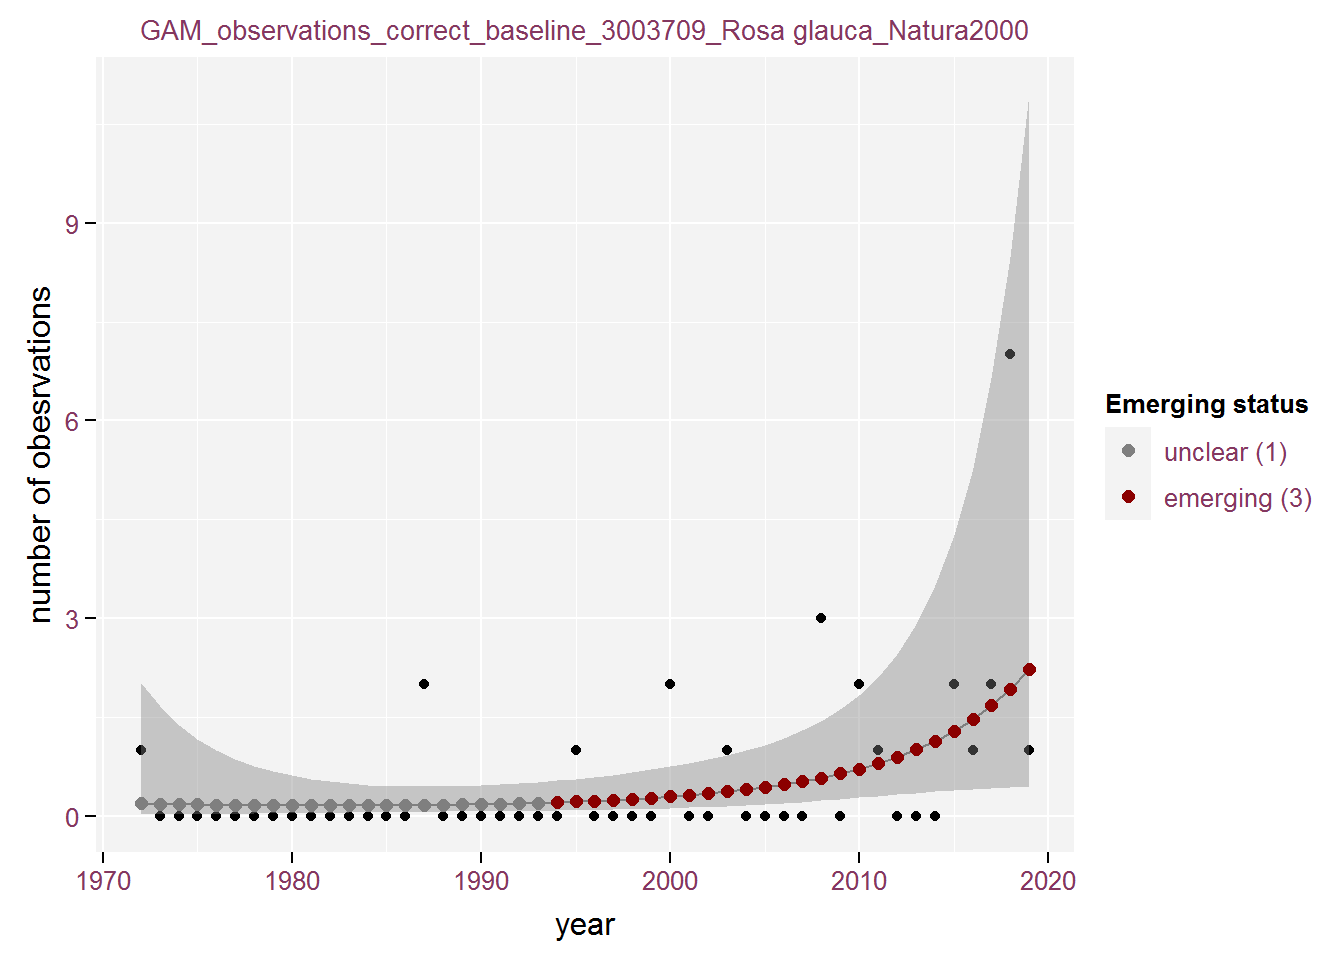 GAM_observations_correct_baseline_3003709_Rosa glauca_Natura2000
number of obesrvations
9
6
3
0
1970
1980
1990
2000
2010
2020
year
Emerging status
unclear (1)
emerging (3)